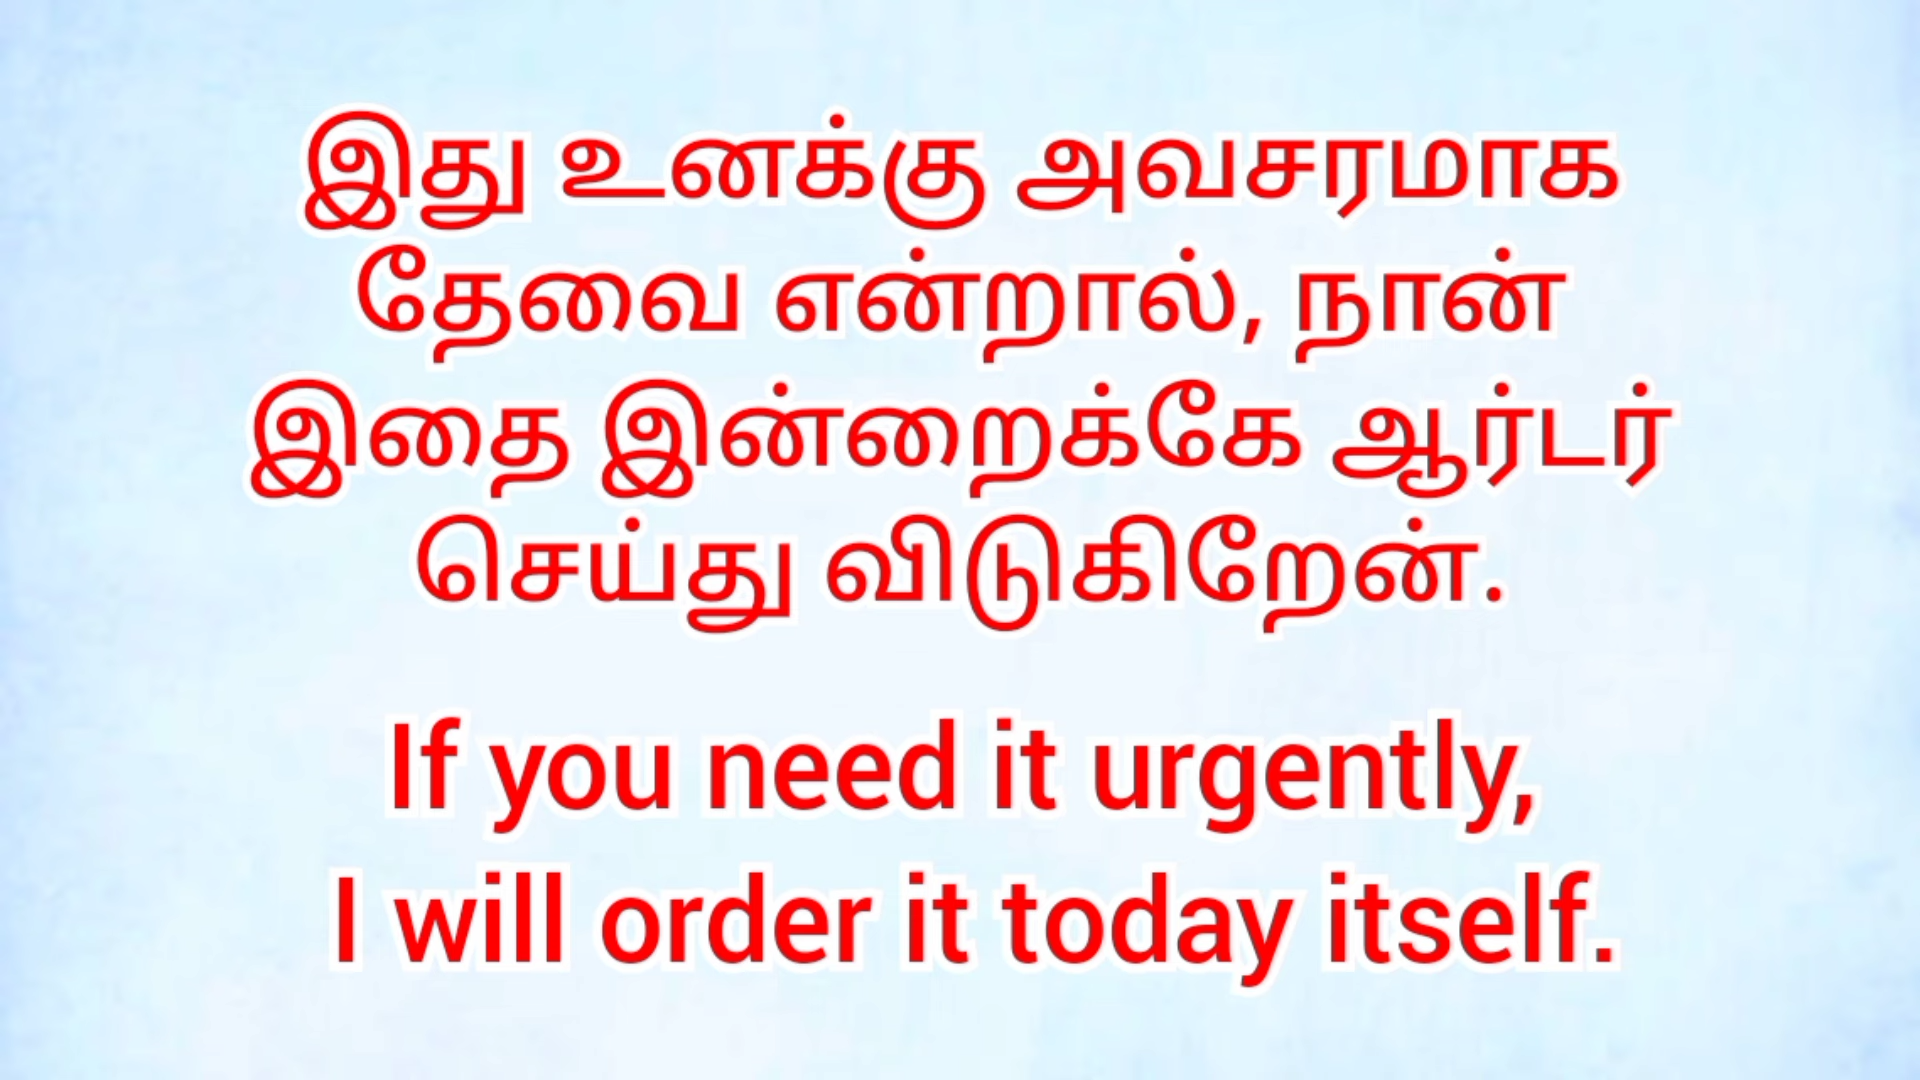 இது உனக்கு அவசரமாக
தேவை என்றால், நான்
இதை இன்றைக்கே ஆர்டர்
செய்து விடுகிறேன்.
If you need it urgently,
I will order it today itself.